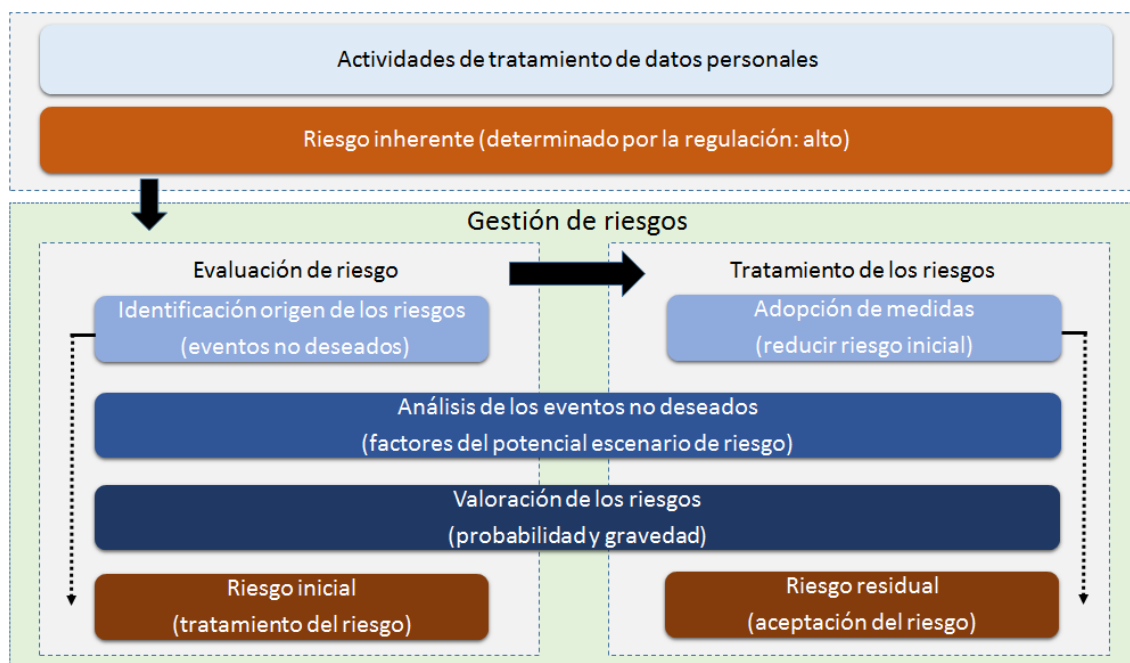 Actividades de tratamiento de datos personales
Riesgo inherente (determinado por la regulación: alto)
Gestión de riesgos
Evaluación de riesgo
Identificación origen de los riesgos
(eventos no deseados)
Tratamiento de los riesgos
Adopción de medidas
(reducir riesgo inicial)
Análisis de los eventos no deseados
(factores del potencial escenario de riesgo)
Valoración de los riesgos
(probabilidad y gravedad)
Riesgo inicial
(tratamiento del riesgo)
Riesgo residual
(aceptación del riesgo)